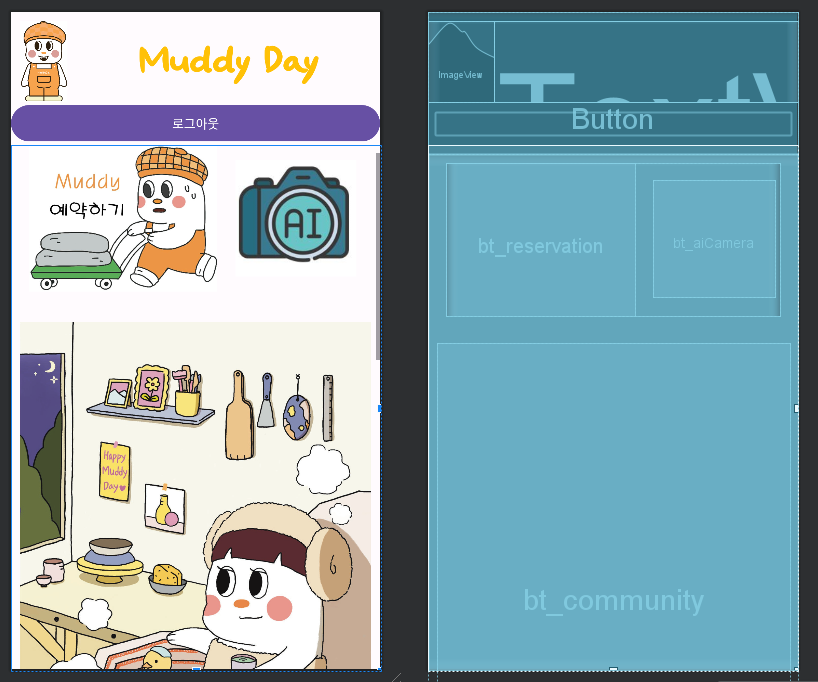 Muddy Day
로그아웃
Muddy
예약하기
AI
Happy
Muddy
Day
ImageView
TextV
Button
bt_reservation
bt_aiCamera
bt_community